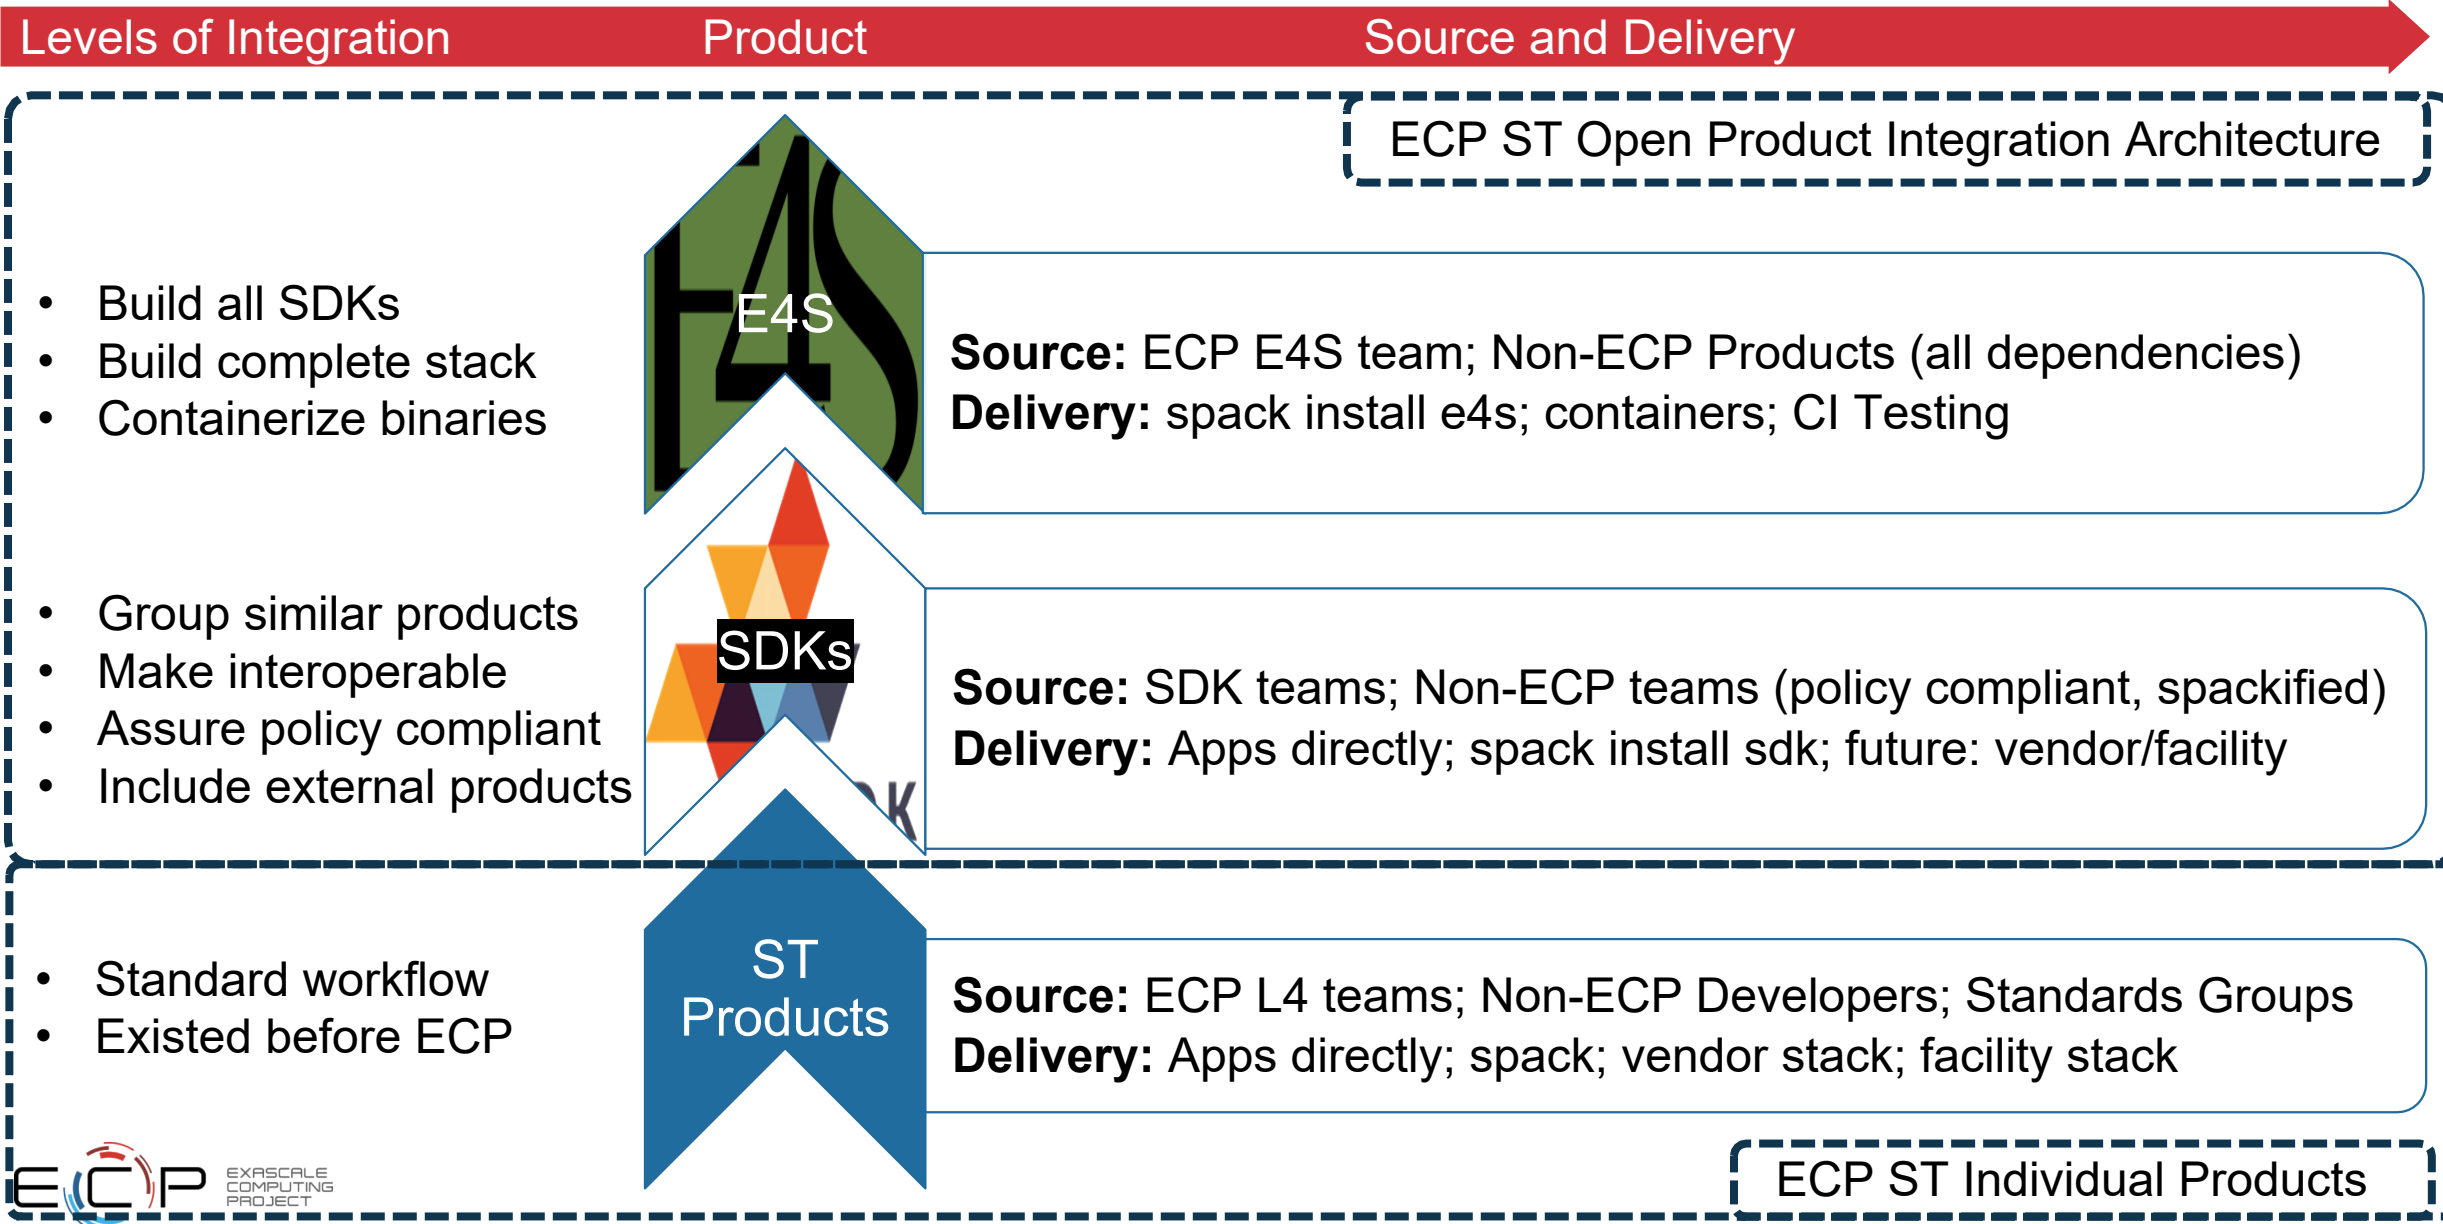 Levels of Integration
Product
Source and Delivery
ECP ST Open Product Integration Architecture
• Build all SDKs
• Build complete stack
• Containerize binaries
E4S
E4S
Source: ECP E4S team; Non-ECP Products (all dependencies)
Delivery: spack install e4s; containers; CI Testing
• Group similar products
• Make interoperable
• Assure policy compliant
• Include external products
SDKs
Source: SDK teams; Non-ECP teams (policy compliant, spackified)
Delivery: Apps directly; spack install sdk; future: vendor/facility
• Standard workflow
• Existed before ECP
ST
Products
Source: ECP L4 teams; Non-ECP Developers; Standards Groups
Delivery: Apps directly; spack; vendor stack; facility stack
ECP
EXASCALE
COMPUTING
PROJECT
ECP ST Individual Products